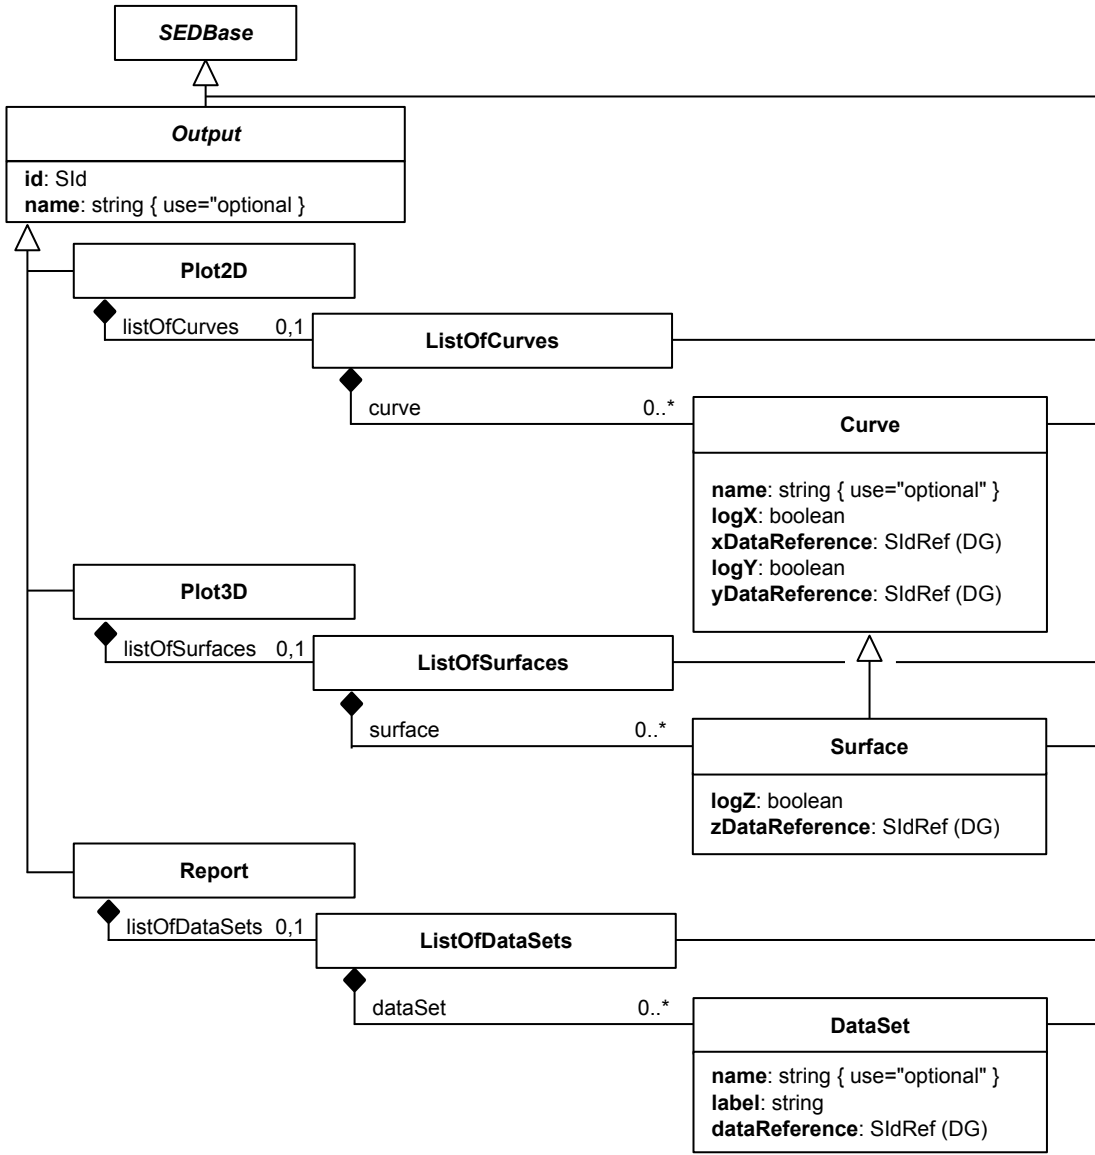 SEDBase
Output
id: SId
name: string { use="optional }
Plot2D
listOfCurves 0,1
ListOfCurves
curve 0..*
Curve
name: string { use="optional" }
logX: boolean
xDataReference: SIdRef (DG)
logY: boolean
yDataReference: SIdRef (DG)
Plot3D
listOfSurfaces 0,1
ListOfSurfaces
surface 0..*
Surface
logZ: boolean
zDataReference: SIdRef (DG)
Report
listOfDataSets 0,1
ListOfDataSets
dataSet 0..*
DataSet
name: string { use="optional" }
label: string
dataReference: SIdRef (DG)